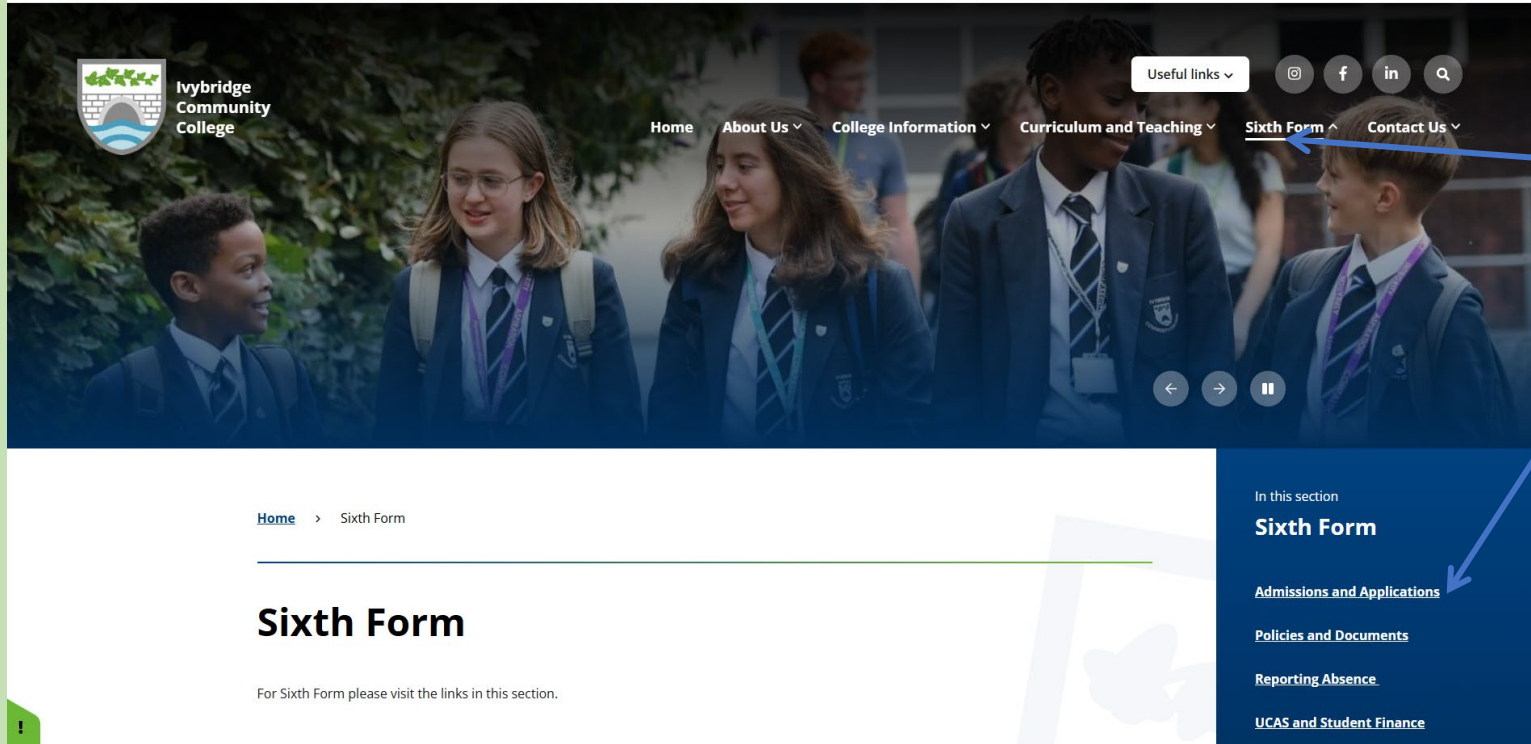 Ivybridge
Community
College
Useful links
Home About Us College Information Curriculum and Teaching Sixth Form Contact Us
Home > Sixth Form
Sixth Form
For Sixth Form please visit the links in this section.
In this section
Sixth Form
Admissions and Applications
Policies and Documents
Reporting Absence
UCAS and Student Finance
!